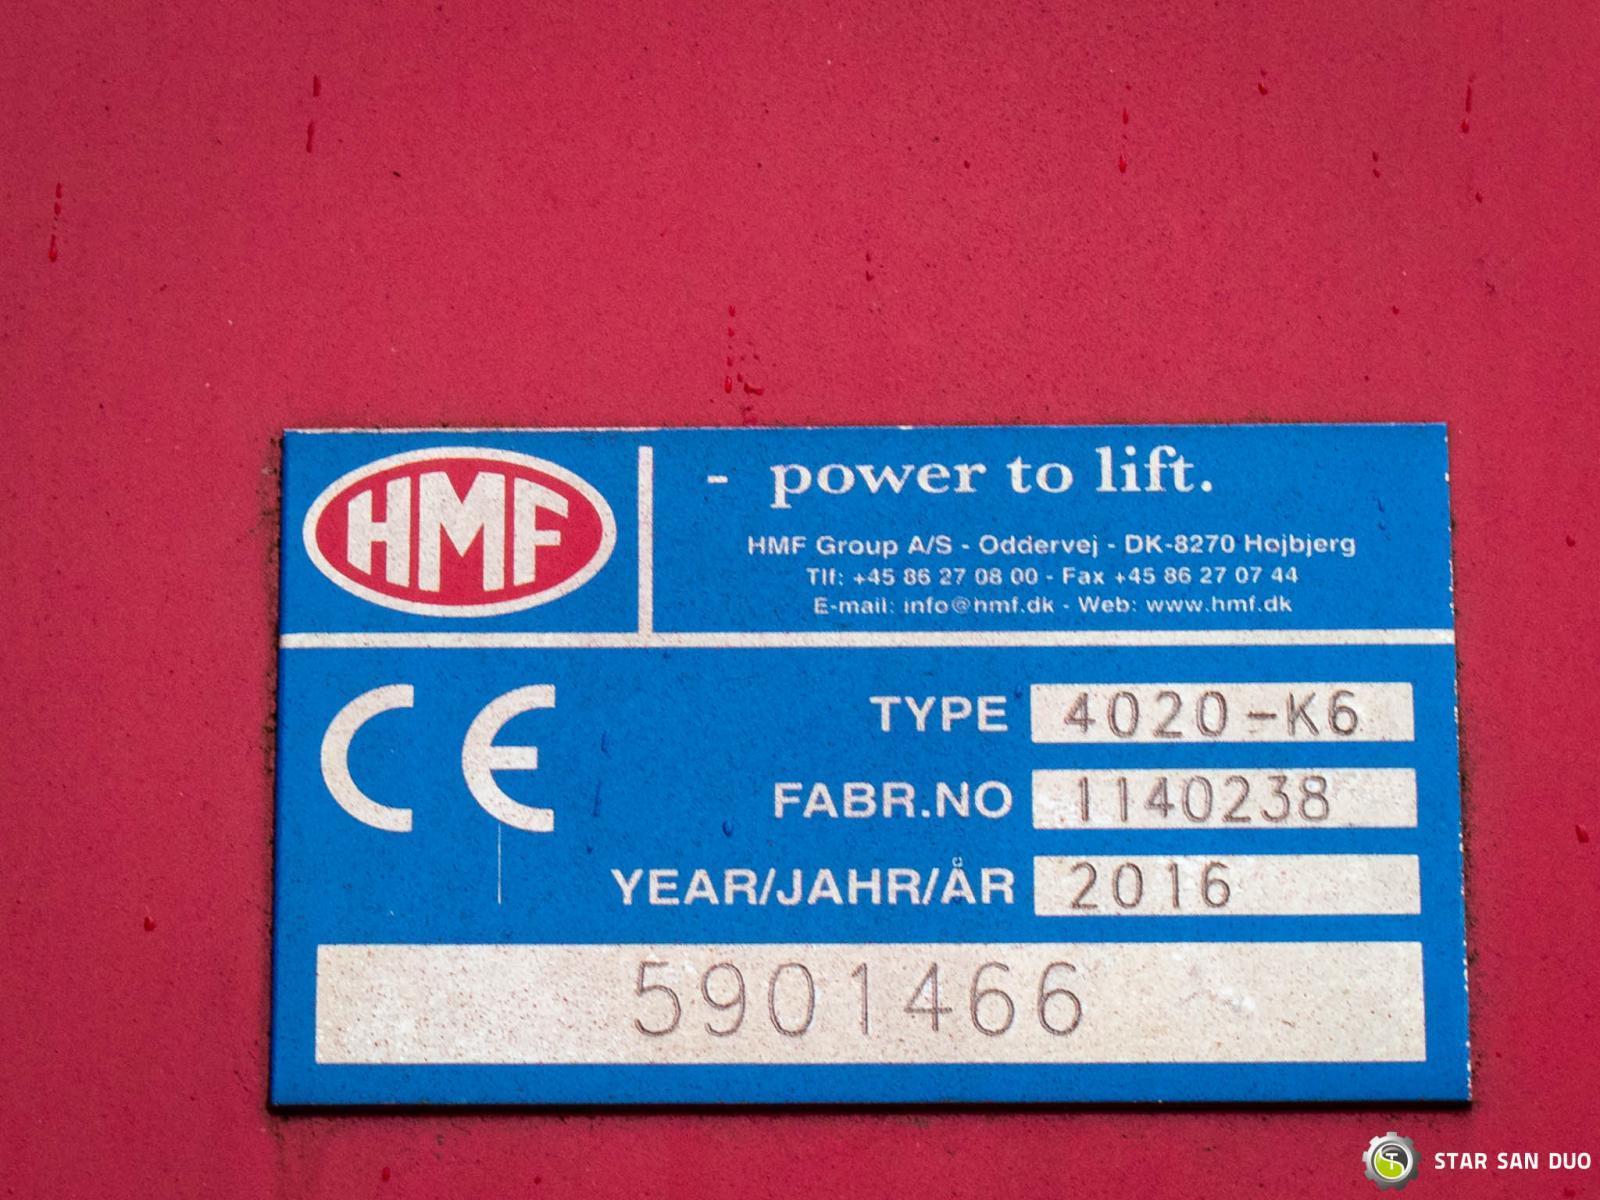 HMF
- power to lift.
HMF Group A/S - Oddervej - DK-8270 Højbjerg
Tlf: +45 86 27 08 00 - Fax +45 86 27 07 44
E-mail: info@hmf.dk - Web: www.hmf.dk
CE
TYPE 4020-K6
FABR.NO 1140238
YEAR/JAHR/ÅR 2016
5901466
ST
STAR SAN DUO